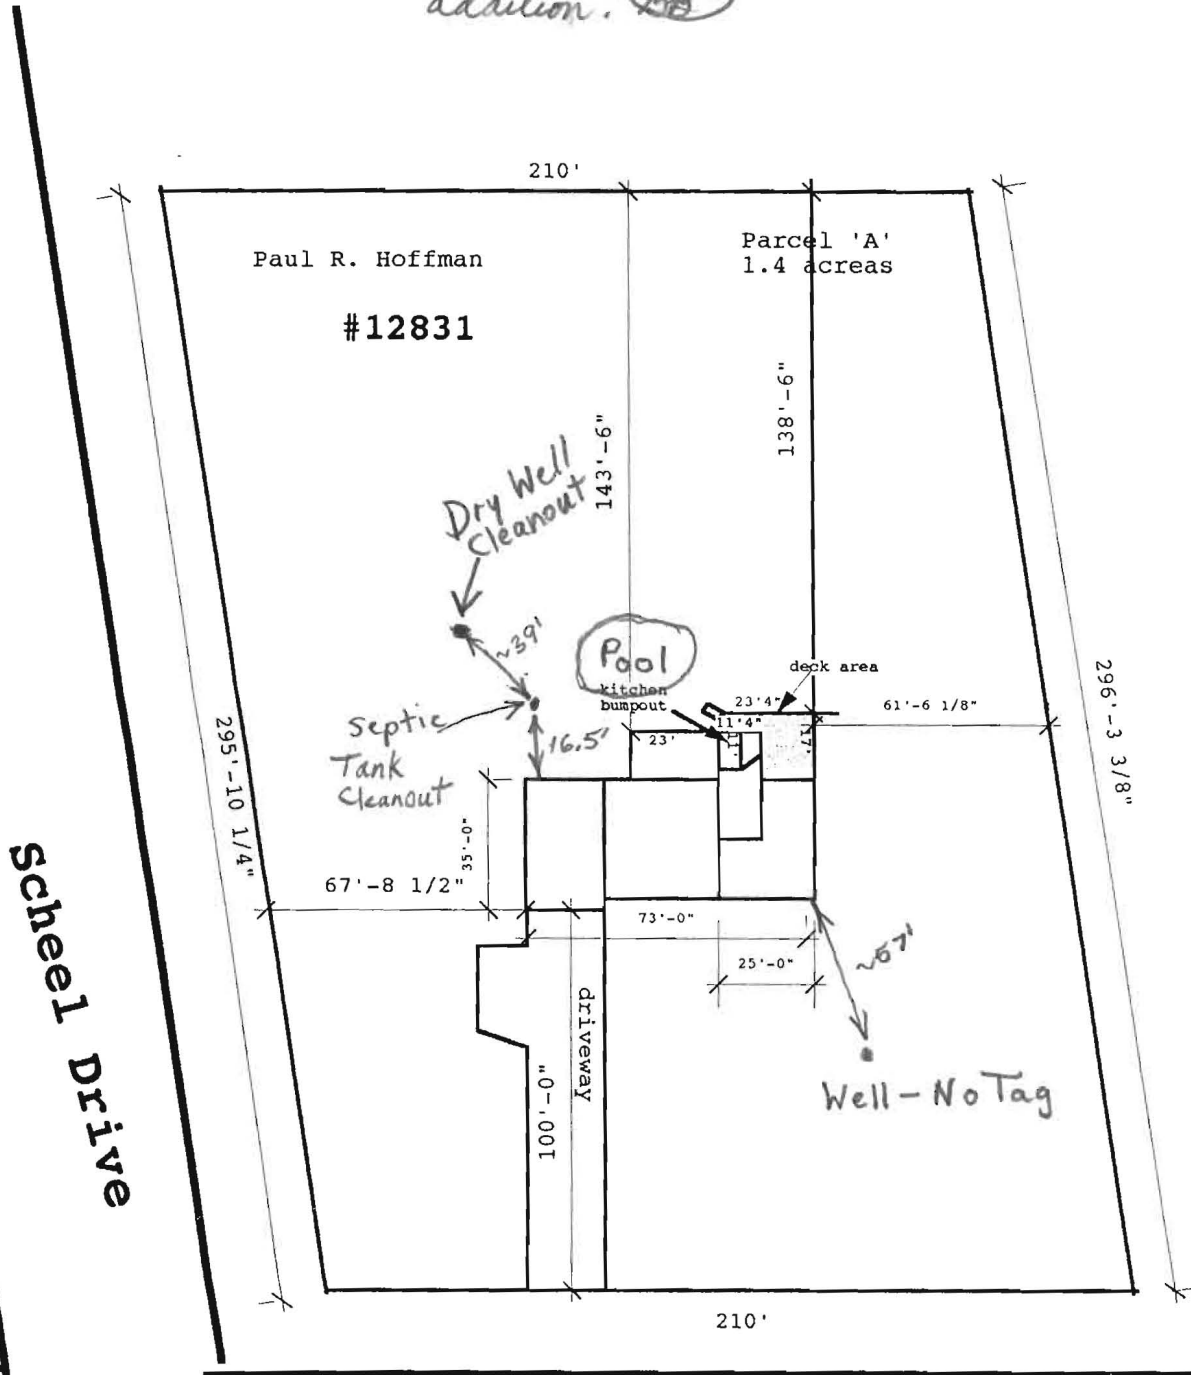 addition.
210'
Paul R. Hoffman
#12831
Parcel 'A'
1.4 acreas
138'-6"
143'-6"
Dry Well
Cleanout
~39'
Pool
kitchen
bumpout
deck area
23'4"
11'4"
11'
17'
23'
61'-6 1/8"
296'-3 3/8"
295'-10 1/4"
Septic
Tank
Cleanout
16.5'
35'-0"
67'-8 1/2"
73'-0"
25'-0"
Well - No Tag
driveway
100'-0"
Scheel Drive
210'